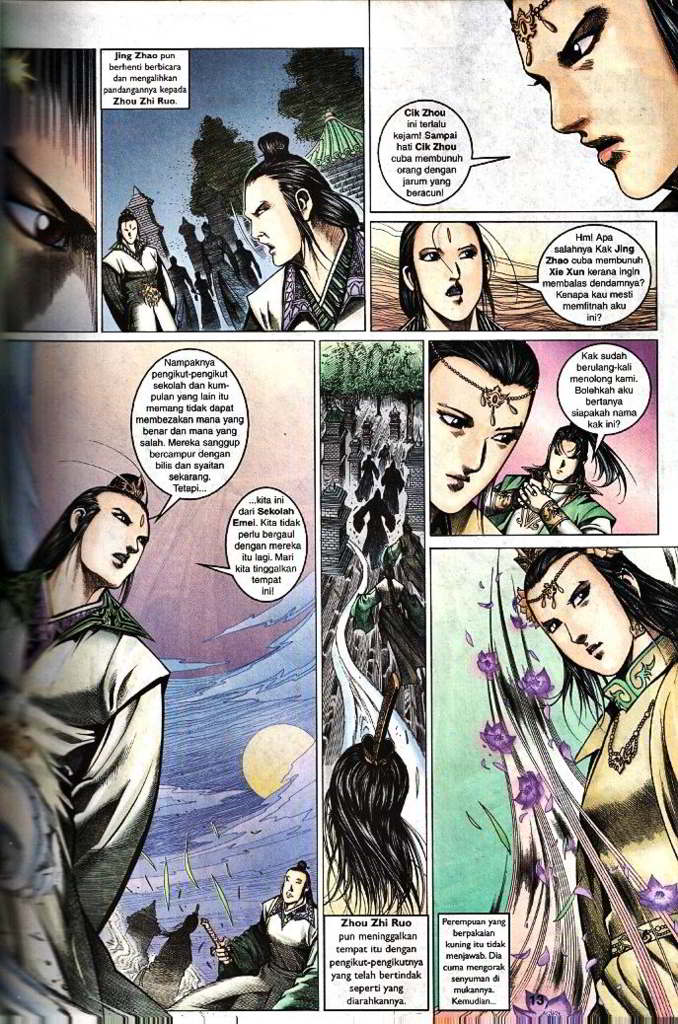 Jing Zhao pun
berhenti berbicara
dan mengalihkan
pandangannya kepada
Zhou Zhi Ruo.
Cik Zhou
ini terlalu
kejam! Sampai
hati Cik Zhou
cuba membunuh
orang dengan
jarum yang
beracun!
Hm! Apa
salahnya Kak Jing
Zhao cuba membunuh
Xie Xun kerana ingin
membalas dendamnya?
Kenapa kau mesti
memfitnah aku
ini?
Nampaknya
pengikut-pengikut
sekolah dan kum-
pulan yang lain itu
memang tidak dapat
membezakan mana yang
benar dan mana yang
salah. Mereka sanggup
bercampur dengan
bilis dan syaitan
sekarang.
Tetapi...
...kita ini
dari Sekolah
Emei. Kita tidak
perlu bergaul
dengan mereka
itu lagi. Mari
kita tinggalkan
tempat
ini!
Zhou Zhi Ruo
pun meninggalkan
tempat itu dengan
pengikut-pengikutnya
yang telah bertindak
seperti yang
diarahkannya.
Kak sudah
berulang-kali
menolong kami.
Bolehkah aku
bertanya
siapakah nama
kak ini?
Perempuan yang
berpakaian
kuning itu tidak
menjawab. Dia
cuma mengorak
senyuman di
mukannya.
Kemudian...
13